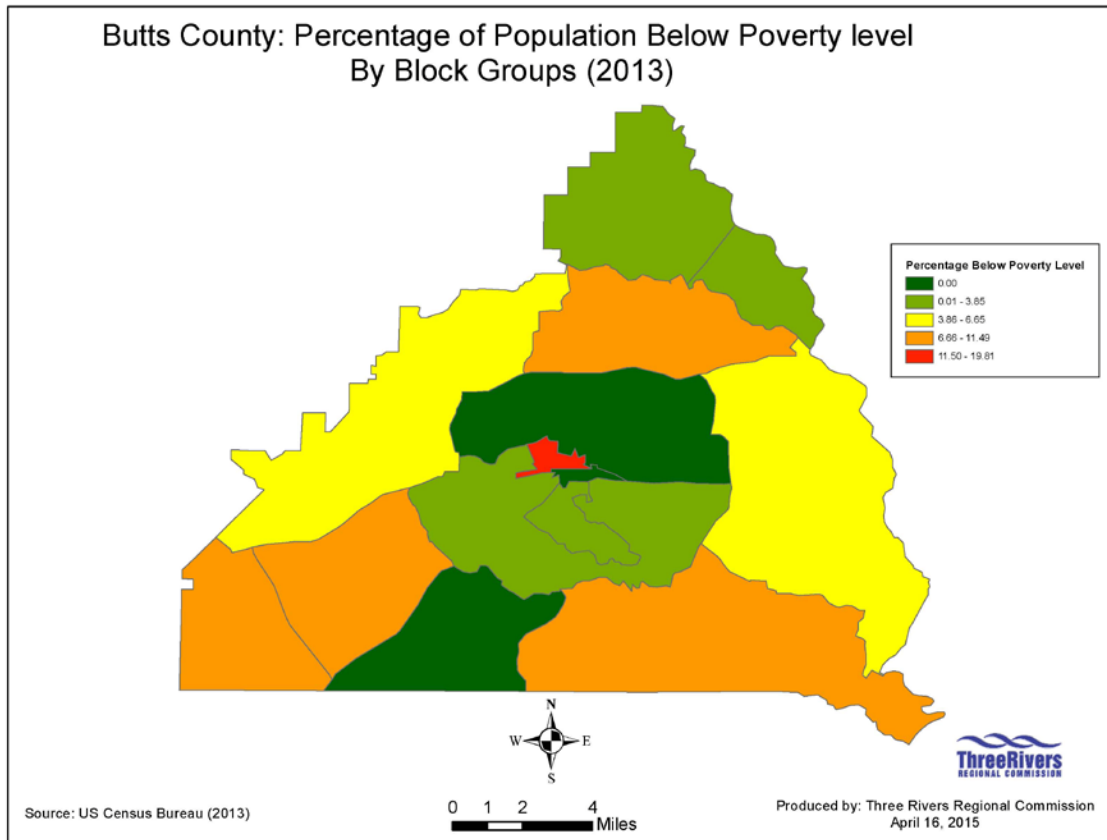 Butts County: Percentage of Population Below Poverty level
By Block Groups (2013)
Percentage Below Poverty Level
0.00
0.01 - 3.85
3.86 - 6.65
6.66 - 11.49
11.50 - 19.81
N
W E
S
ThreeRivers
REGIONAL COMMISSION
Source: US Census Bureau (2013)
0 1 2 4
Miles
Produced by: Three Rivers Regional Commission
April 16, 2015